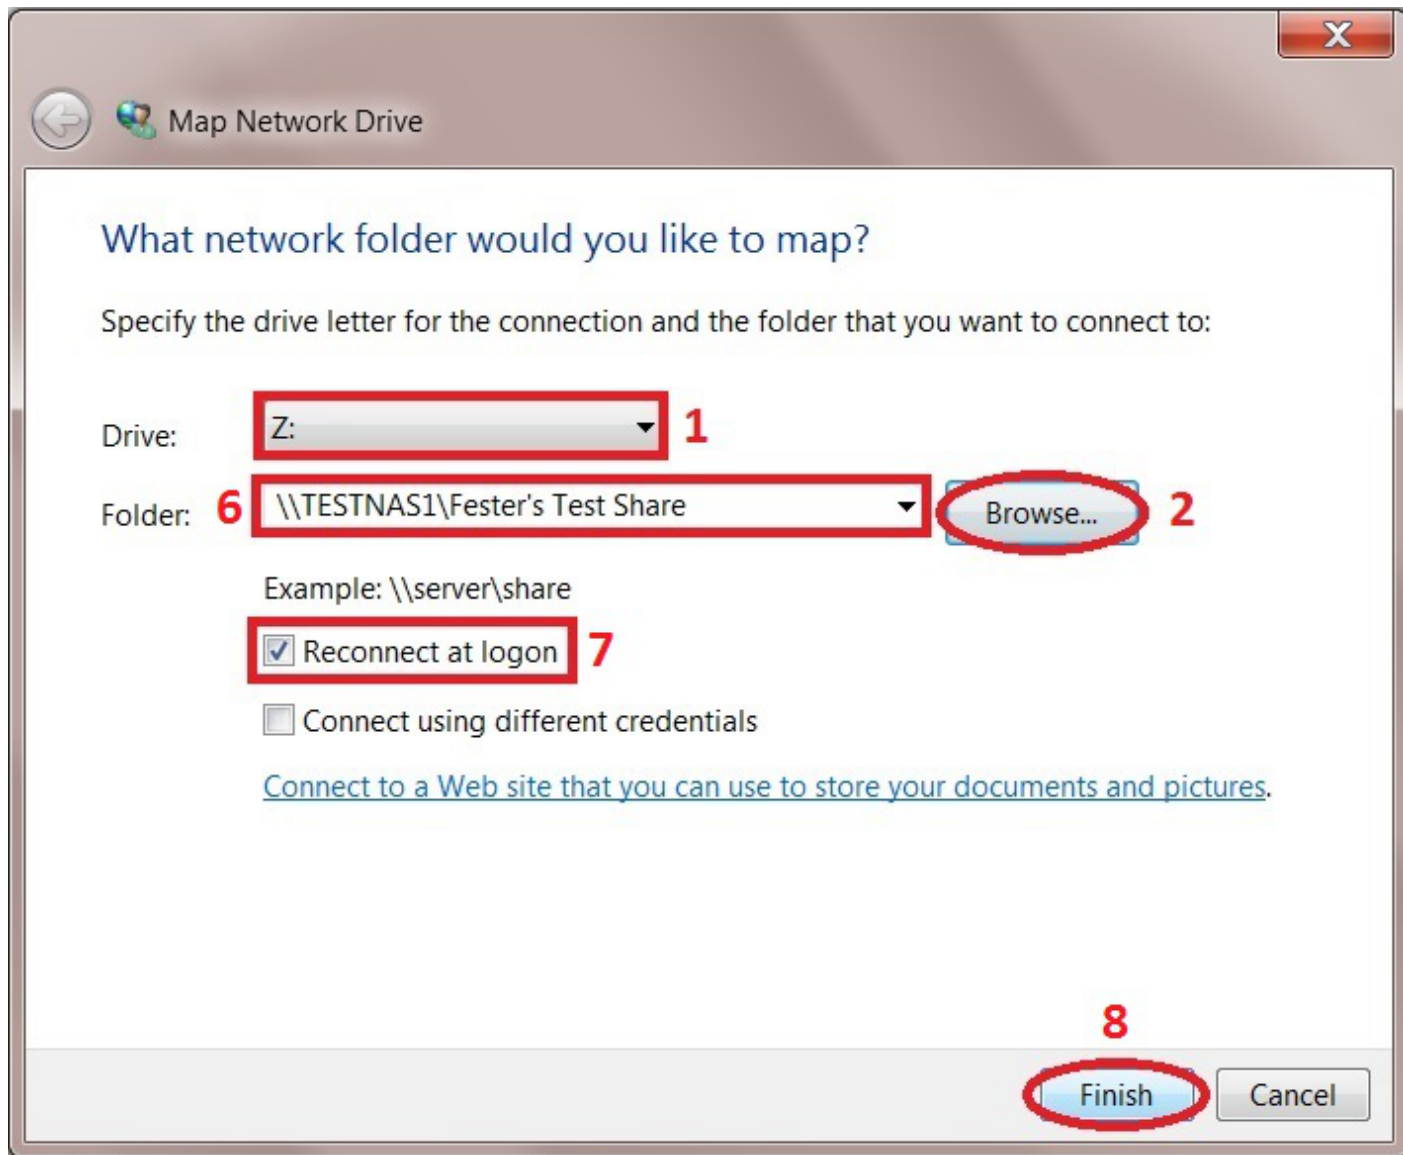 X
Map Network Drive
What network folder would you like to map?
Specify the drive letter for the connection and the folder that you want to connect to:
Drive: Z: 1
Folder: 6 \\TESTNAS1\Fester's Test Share Browse... 2
Example: \\server\share
Reconnect at logon 7
Connect using different credentials
Connect to a Web site that you can use to store your documents and pictures.
8
Finish Cancel